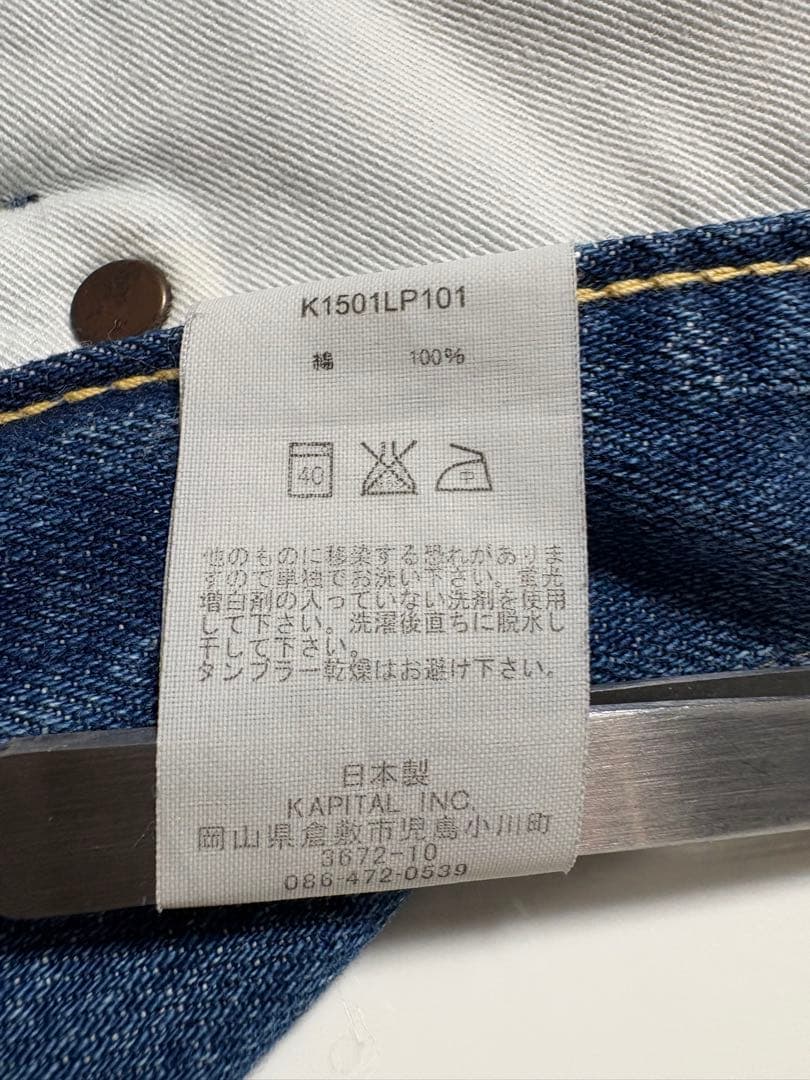 K1501LP101
綿 100%
40
中
他のものに移染する恐れがありま
すので単独でお洗い下さい。蛍光
増白剤の入っていない洗剤を使用
して下さい。洗濯後直ちに脱水し
干して下さい。
タンブラー乾燥はお避け下さい。
日本製
KAPITAL INC.
岡山県倉敷市児島小川町
3672-10
086-472-0539